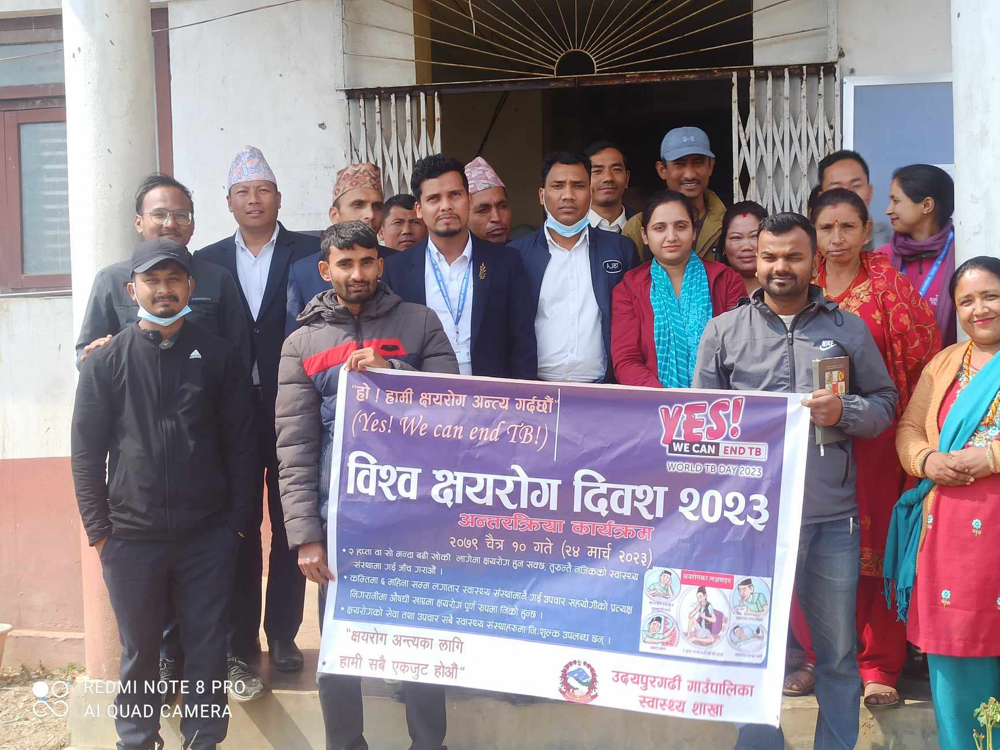 AJBT
adidas
NIKE
"हो ! हामी क्षयरोग अन्त्य गर्दछौं"
(Yes! We can end TB!)
YES!
WE CAN END TB
WORLD TB DAY 2023
विश्व क्षयरोग दिवश २०२३
अन्तरक्रिया कार्यक्रम
२०७९ चैत्र १० गते (२४ मार्च २०२३)
• २ हप्ता वा सो भन्दा बढी खोकी लागेमा क्षयरोग हुन सक्छ, तुरुन्तै नजिकको स्वास्थ्य
संस्थामा गई जाँच गराऔं ।
• कम्तिमा ६ महिना सम्म लगातार स्वास्थ्य संस्थामानै गई उपचार सहयोगीको प्रत्यक्ष
निगरानीमा औषधी खाएमा क्षयरोग पूर्ण रुपमा निको हुन्छ ।
• क्षयरोगको सेवा तथा उपचार सबै स्वास्थ्य संस्थाहरुमा नि:शुल्क उपलब्ध छन् ।
क्षयरोगका लक्षणहरु
"क्षयरोग अन्त्यका लागि
हामी सबै एकजुट होऔं"
उदयपुरगढी गाउँपालिका
स्वास्थ्य शाखा
REDMI NOTE 8 PRO
AI QUAD CAMERA